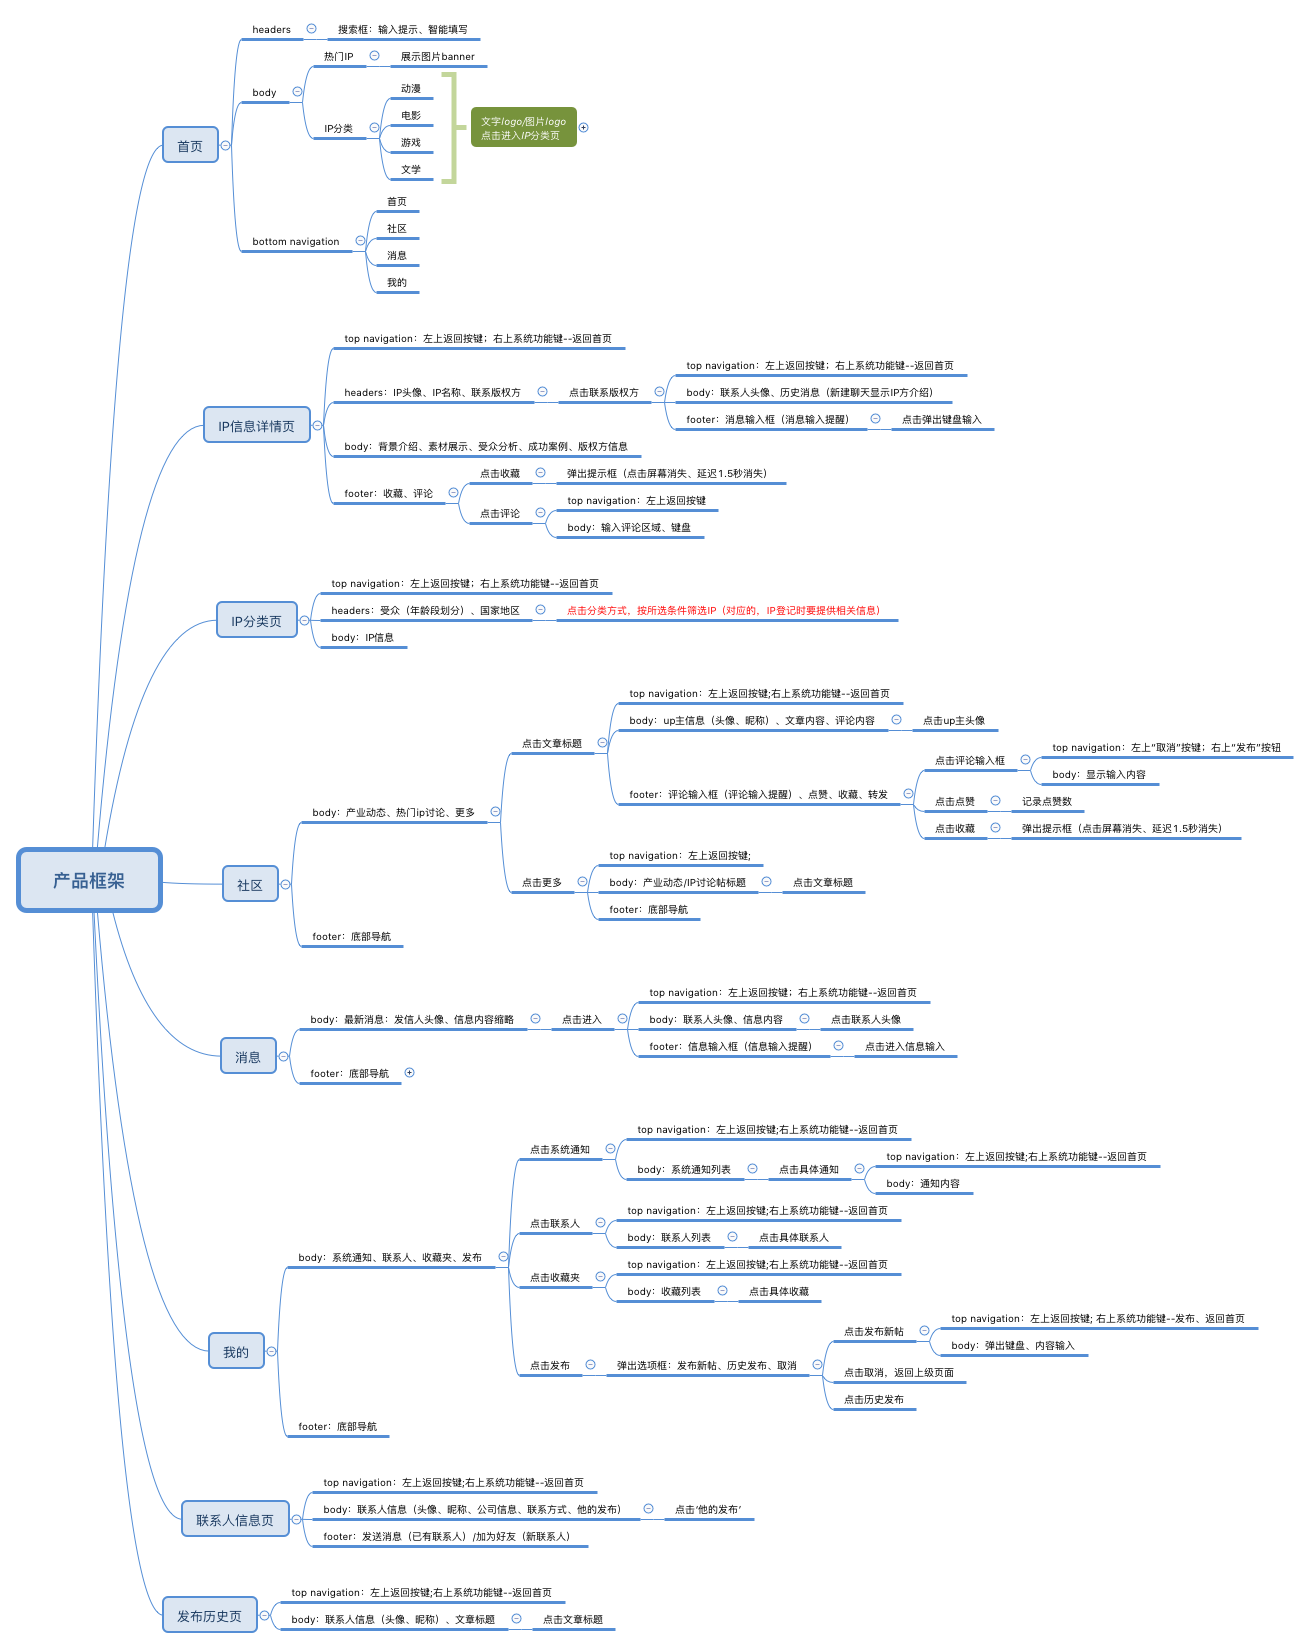 产品框架
首页
headers
搜索框：输入提示、智能填写
body
热门IP
展示图片banner
IP分类
动漫
电影
游戏
文学
文字logo/图片logo
点击进入IP分类页
bottom navigation
首页
社区
消息
我的
IP信息详情页
top navigation：左上返回按键；右上系统功能键--返回首页
headers：IP头像、IP名称、联系版权方
点击联系版权方
top navigation：左上返回按键；右上系统功能键--返回首页
body：联系人头像、历史消息（新建聊天显示IP方介绍）
footer：消息输入框（消息输入提醒）
点击弹出键盘输入
body：背景介绍、素材展示、受众分析、成功案例、版权方信息
footer：收藏、评论
点击收藏
弹出提示框（点击屏幕消失、延迟1.5秒消失）
点击评论
top navigation：左上返回按键
body：输入评论区域、键盘
IP分类页
top navigation：左上返回按键；右上系统功能键--返回首页
headers：受众（年龄段划分）、国家地区
点击分类方式，按所选条件筛选IP（对应的，IP登记时要提供相关信息）
body：IP信息
社区
body：产业动态、热门ip讨论、更多
点击文章标题
top navigation：左上返回按键;右上系统功能键--返回首页
body：up主信息（头像、昵称）、文章内容、评论内容
点击up主头像
footer：评论输入框（评论输入提醒）、点赞、收藏、转发
点击评论输入框
top navigation：左上“取消”按键；右上“发布”按钮
body：显示输入内容
点击点赞
记录点赞数
点击收藏
弹出提示框（点击屏幕消失、延迟1.5秒消失）
点击更多
top navigation：左上返回按键;
body：产业动态/IP讨论帖标题
点击文章标题
footer：底部导航
footer：底部导航
消息
body：最新消息：发信人头像、信息内容缩略
点击进入
top navigation：左上返回按键；右上系统功能键--返回首页
body：联系人头像、信息内容
点击联系人头像
footer：信息输入框（信息输入提醒）
点击进入信息输入
footer：底部导航
我的
body：系统通知、联系人、收藏夹、发布
点击系统通知
top navigation：左上返回按键;右上系统功能键--返回首页
body：系统通知列表
点击具体通知
top navigation：左上返回按键;右上系统功能键--返回首页
body：通知内容
点击联系人
top navigation：左上返回按键;右上系统功能键--返回首页
body：联系人列表
点击具体联系人
点击收藏夹
top navigation：左上返回按键;右上系统功能键--返回首页
body：收藏列表
点击具体收藏
点击发布
弹出选项框：发布新帖、历史发布、取消
点击发布新帖
top navigation：左上返回按键; 右上系统功能键--发布、返回首页
body：弹出键盘、内容输入
点击取消，返回上级页面
点击历史发布
footer：底部导航
联系人信息页
top navigation：左上返回按键;右上系统功能键--返回首页
body：联系人信息（头像、昵称、公司信息、联系方式、他的发布）
点击‘他的发布’
footer：发送消息（已有联系人）/加为好友（新联系人）
发布历史页
top navigation：左上返回按键;右上系统功能键--返回首页
body：联系人信息（头像、昵称）、文章标题
点击文章标题